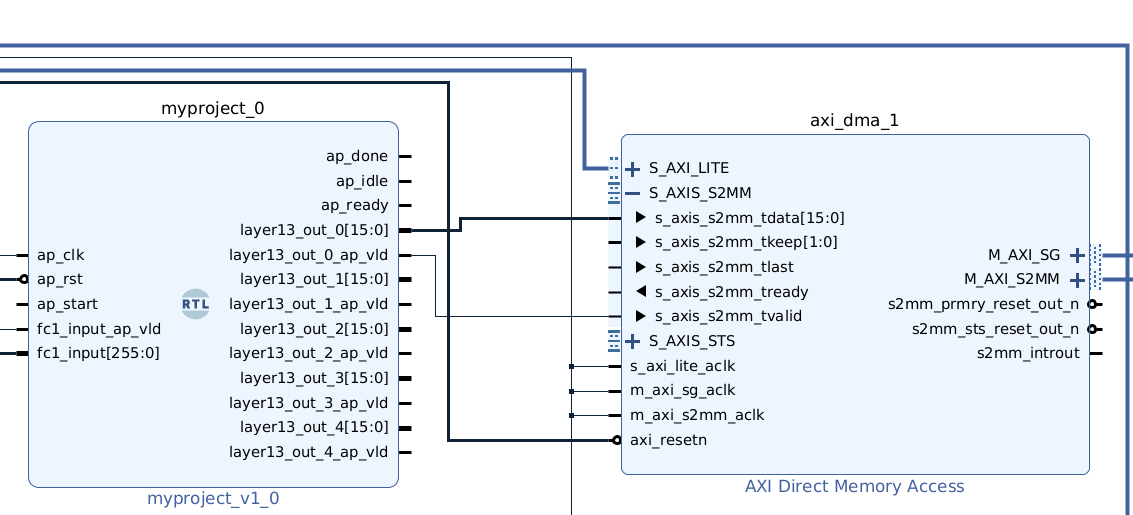 myproject_0
ap_done
ap_idle
ap_ready
layer13_out_0[15:0]
ap_clk
layer13_out_0_ap_vld
ap_rst
layer13_out_1[15:0]
ap_start
RTL
layer13_out_1_ap_vld
fc1_input_ap_vld
layer13_out_2[15:0]
fc1_input[255:0]
layer13_out_2_ap_vld
layer13_out_3[15:0]
layer13_out_3_ap_vld
layer13_out_4[15:0]
layer13_out_4_ap_vld
myproject_v1_0
axi_dma_1
S_AXI_LITE
S_AXIS_S2MM
s_axis_s2mm_tdata[15:0]
s_axis_s2mm_tkeep[1:0]
s_axis_s2mm_tlast
s_axis_s2mm_tready
s_axis_s2mm_tvalid
S_AXIS_STS
s_axi_lite_aclk
m_axi_sg_aclk
m_axi_s2mm_aclk
axi_resetn
M_AXI_SG
M_AXI_S2MM
s2mm_prmry_reset_out_n
s2mm_sts_reset_out_n
s2mm_introut
AXI Direct Memory Access